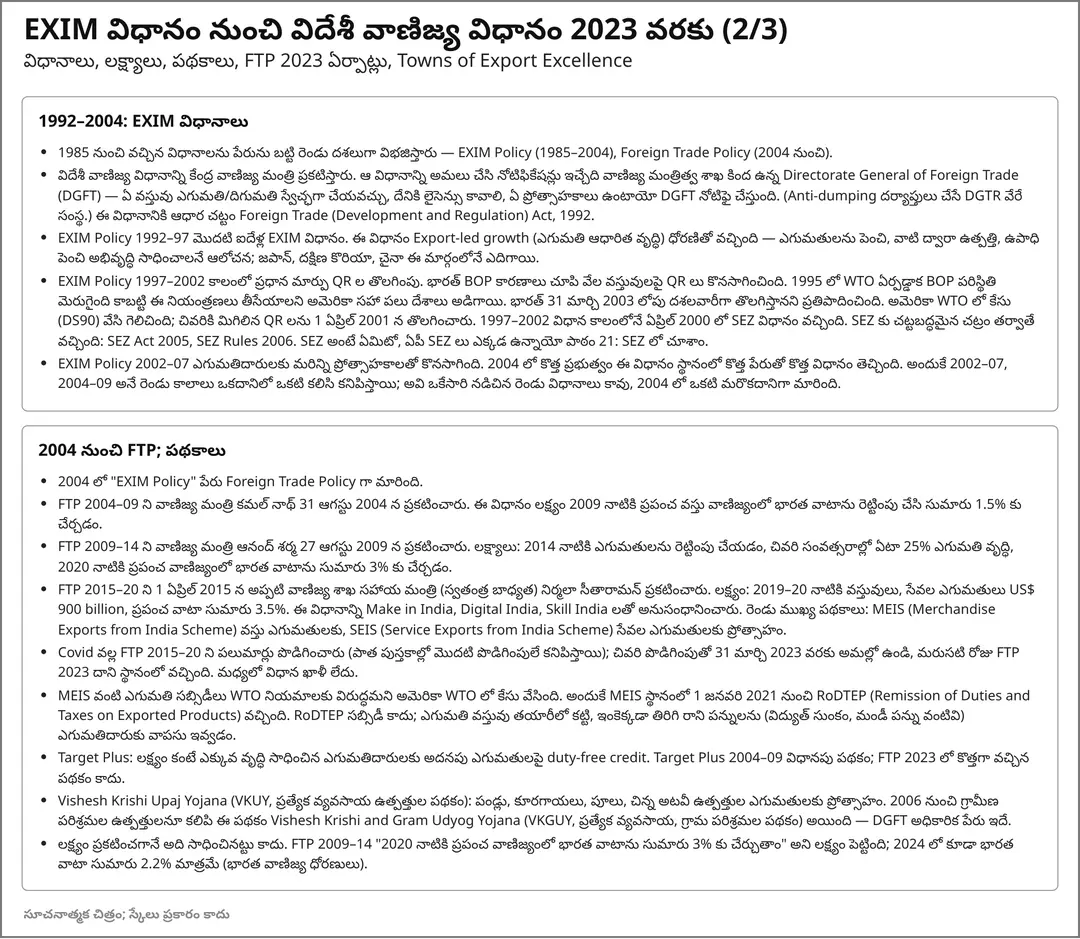 EXIM విధానం నుంచి విదేశీ వాణిజ్య విధానం 2023 వరకు (2/3)
విధానాలు, లక్ష్యాలు, పథకాలు, FTP 2023 ఏర్పాట్లు, Towns of Export Excellence
1992–2004: EXIM విధానాలు
• 1985 నుంచి వచ్చిన విధానాలను పేరును బట్టి రెండు దశలుగా విభజిస్తారు — EXIM Policy (1985–2004), Foreign Trade Policy (2004 నుంచి).
• విదేశీ వాణిజ్య విధానాన్ని కేంద్ర వాణిజ్య మంత్రి ప్రకటిస్తారు. ఆ విధానాన్ని అమలు చేసి నోటిఫికేషన్లు ఇచ్చేది వాణిజ్య మంత్రిత్వ శాఖ కింద ఉన్న Directorate General of Foreign Trade
(DGFT) — ఏ వస్తువు ఎగుమతి/దిగుమతి స్వేచ్ఛగా చేయవచ్చు, దేనికి లైసెన్సు కావాలి, ఏ ప్రోత్సాహకాలు ఉంటాయో DGFT నోటిఫై చేస్తుంది. (Anti-dumping దర్యాప్తులు చేసే DGTR వేరే
సంస్థ.) ఈ విధానానికి ఆధార చట్టం Foreign Trade (Development and Regulation) Act, 1992.
• EXIM Policy 1992–97 మొదటి ఐదేళ్ల EXIM విధానం. ఈ విధానం Export-led growth (ఎగుమతి ఆధారిత వృద్ధి) ధోరణితో వచ్చింది — ఎగుమతులను పెంచి, వాటి ద్వారా ఉత్పత్తి, ఉపాధి
పెంచి అభివృద్ధి సాధించాలనే ఆలోచన; జపాన్, దక్షిణ కొరియా, చైనా ఈ మార్గంలోనే ఎదిగాయి.
• EXIM Policy 1997–2002 కాలంలో ప్రధాన మార్పు QR ల తొలగింపు. భారత్ BOP కారణాలు చూపి వేల వస్తువులపై QR లు కొనసాగించింది. 1995 లో WTO ఏర్పడ్డాక BOP పరిస్థితి
మెరుగైంది కాబట్టి ఈ నియంత్రణలు తీసేయాలని అమెరికా సహా పలు దేశాలు అడిగాయి. భారత్ 31 మార్చి 2003 లోపు దశలవారీగా తొలగిస్తానని ప్రతిపాదించింది. అమెరికా WTO లో కేసు
(DS90) వేసి గెలిచింది; చివరికి మిగిలిన QR లను 1 ఏప్రిల్ 2001 న తొలగించారు. 1997–2002 విధాన కాలంలోనే ఏప్రిల్ 2000 లో SEZ విధానం వచ్చింది. SEZ కు చట్టబద్ధమైన చట్రం తర్వాతే
వచ్చింది: SEZ Act 2005, SEZ Rules 2006. SEZ అంటే ఏమిటో, ఏపీ SEZ లు ఎక్కడ ఉన్నాయో పాఠం 21: SEZ లో చూశాం.
• EXIM Policy 2002–07 ఎగుమతిదారులకు మరిన్ని ప్రోత్సాహకాలతో కొనసాగింది. 2004 లో కొత్త ప్రభుత్వం ఈ విధానం స్థానంలో కొత్త పేరుతో కొత్త విధానం తెచ్చింది. అందుకే 2002–07,
2004–09 అనే రెండు కాలాలు ఒకదానిలో ఒకటి కలిసి కనిపిస్తాయి; అవి ఒకేసారి నడిచిన రెండు విధానాలు కావు, 2004 లో ఒకటి మరొకదానిగా మారింది.
2004 నుంచి FTP; పథకాలు
• 2004 లో "EXIM Policy" పేరు Foreign Trade Policy గా మారింది.
• FTP 2004–09 ని వాణిజ్య మంత్రి కమల్ నాథ్ 31 ఆగస్టు 2004 న ప్రకటించారు. ఈ విధానం లక్ష్యం 2009 నాటికి ప్రపంచ వస్తు వాణిజ్యంలో భారత వాటాను రెట్టింపు చేసి సుమారు 1.5% కు
చేర్చడం.
• FTP 2009–14 ని వాణిజ్య మంత్రి ఆనంద్ శర్మ 27 ఆగస్టు 2009 న ప్రకటించారు. లక్ష్యాలు: 2014 నాటికి ఎగుమతులను రెట్టింపు చేయడం, చివరి సంవత్సరాల్లో ఏటా 25% ఎగుమతి వృద్ధి,
2020 నాటికి ప్రపంచ వాణిజ్యంలో భారత వాటాను సుమారు 3% కు చేర్చడం.
• FTP 2015–20 ని 1 ఏప్రిల్ 2015 న అప్పటి వాణిజ్య శాఖ సహాయ మంత్రి (స్వతంత్ర బాధ్యత) నిర్మలా సీతారామన్ ప్రకటించారు. లక్ష్యం: 2019–20 నాటికి వస్తువులు, సేవల ఎగుమతులు US$
900 billion, ప్రపంచ వాటా సుమారు 3.5%. ఈ విధానాన్ని Make in India, Digital India, Skill India లతో అనుసంధానించారు. రెండు ముఖ్య పథకాలు: MEIS (Merchandise
Exports from India Scheme) వస్తు ఎగుమతులకు, SEIS (Service Exports from India Scheme) సేవల ఎగుమతులకు ప్రోత్సాహం.
• Covid వల్ల FTP 2015–20 ని పలుమార్లు పొడిగించారు (పాత పుస్తకాల్లో మొదటి పొడిగింపులే కనిపిస్తాయి); చివరి పొడిగింపుతో 31 మార్చి 2023 వరకు అమల్లో ఉండి, మరుసటి రోజు FTP
2023 దాని స్థానంలో వచ్చింది. మధ్యలో విధాన ఖాళీ లేదు.
• MEIS వంటి ఎగుమతి సబ్సిడీలు WTO నియమాలకు విరుద్ధమని అమెరికా WTO లో కేసు వేసింది. అందుకే MEIS స్థానంలో 1 జనవరి 2021 నుంచి RoDTEP (Remission of Duties and
Taxes on Exported Products) వచ్చింది. RoDTEP సబ్సిడీ కాదు; ఎగుమతి వస్తువు తయారీలో కట్టి, ఇంకెక్కడా తిరిగి రాని పన్నులను (విద్యుత్ సుంకం, మండీ పన్ను వంటివి)
ఎగుమతిదారుకు వాపసు ఇవ్వడం.
• Target Plus: లక్ష్యం కంటే ఎక్కువ వృద్ధి సాధించిన ఎగుమతిదారులకు అదనపు ఎగుమతులపై duty-free credit. Target Plus 2004–09 విధానపు పథకం; FTP 2023 లో కొత్తగా వచ్చిన
పథకం కాదు.
• Vishesh Krishi Upaj Yojana (VKUY, ప్రత్యేక వ్యవసాయ ఉత్పత్తుల పథకం): పండ్లు, కూరగాయలు, పూలు, చిన్న అటవీ ఉత్పత్తుల ఎగుమతులకు ప్రోత్సాహం. 2006 నుంచి గ్రామీణ
పరిశ్రమల ఉత్పత్తులనూ కలిపి ఈ పథకం Vishesh Krishi and Gram Udyog Yojana (VKGUY, ప్రత్యేక వ్యవసాయ, గ్రామ పరిశ్రమల పథకం) అయింది — DGFT అధికారిక పేరు ఇదే.
• లక్ష్యం ప్రకటించగానే అది సాధించినట్టు కాదు. FTP 2009–14 "2020 నాటికి ప్రపంచ వాణిజ్యంలో భారత వాటాను సుమారు 3% కు చేర్చుతాం" అని లక్ష్యం పెట్టింది; 2024 లో కూడా భారత
వాటా సుమారు 2.2% మాత్రమే (భారత వాణిజ్య ధోరణులు).
సూచనాత్మక చిత్రం; స్కేలు ప్రకారం కాదు